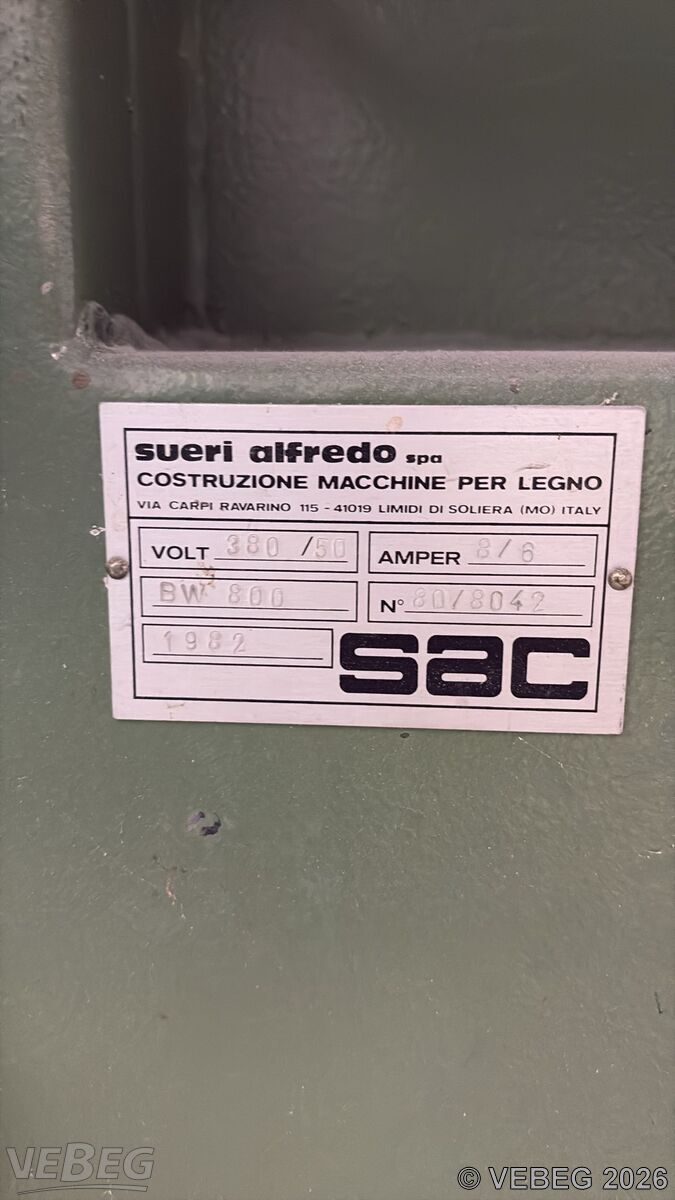 sueri alfredo spa
COSTRUZIONE MACCHINE PER LEGNO
VIA CARPI RAVARINO 115 - 41019 LIMIDI DI SOLIERA (MO) ITALY
VOLT 380 /50 AMPER 8/6
BW 800 N° 80/8042
1982 sac
VEBEG
© VEBEG 2026